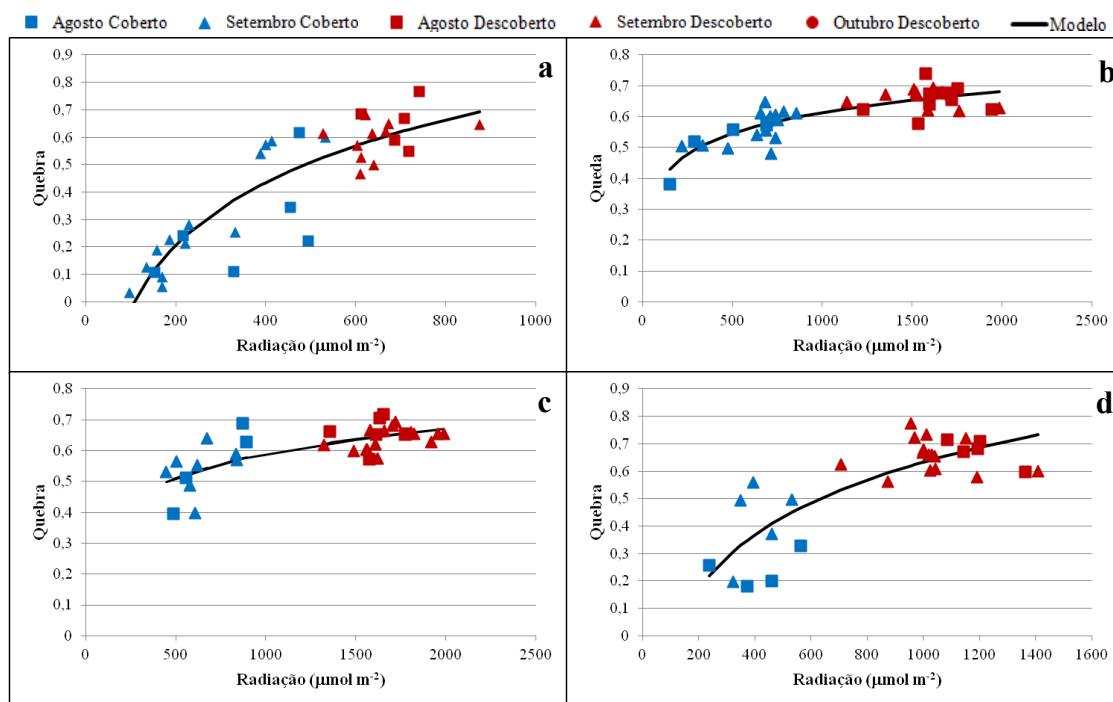 Agosto Coberto Setembro Coberto Agosto Descoberto Setembro Descoberto Outubro Descoberto Modelo
a
Quebra
0,9
0,8
0,7
0,6
0,5
0,4
0,3
0,2
0,1
0
0 200 400 600 800 1000
Radiação (µmol m-2)
b
Queda
0,9
0,8
0,7
0,6
0,5
0,4
0,3
0,2
0,1
0
0 500 1000 1500 2000 2500
Radiação (µmol m-2)
c
Quebra
0,8
0,7
0,6
0,5
0,4
0,3
0,2
0,1
0
0 500 1000 1500 2000 2500
Radiação (µmol m-2)
d
Quebra
0,9
0,8
0,7
0,6
0,5
0,4
0,3
0,2
0,1
0
0 200 400 600 800 1000 1200 1400 1600
Radiação (µmol m-2)